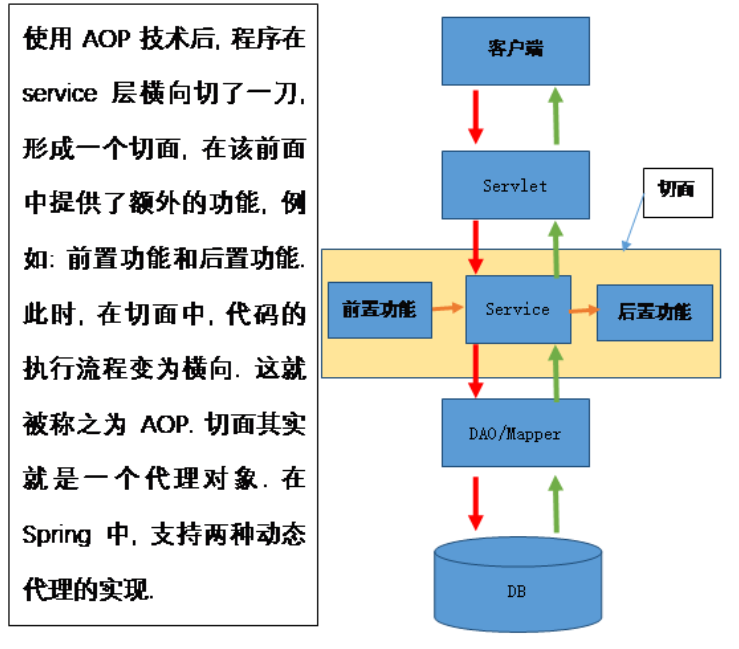 使用 AOP 技术后, 程序在
service 层横向切了一刀,
形成一个切面, 在该前面
中提供了额外的功能, 例
如: 前置功能和后置功能.
此时, 在切面中, 代码的
执行流程变为横向. 这就
被称之为 AOP. 切面其实
就是一个代理对象. 在
Spring 中, 支持两种动态
代理的实现.
客户端
Servlet
切面
前置功能
Service
后置功能
DAO/Mapper
DB